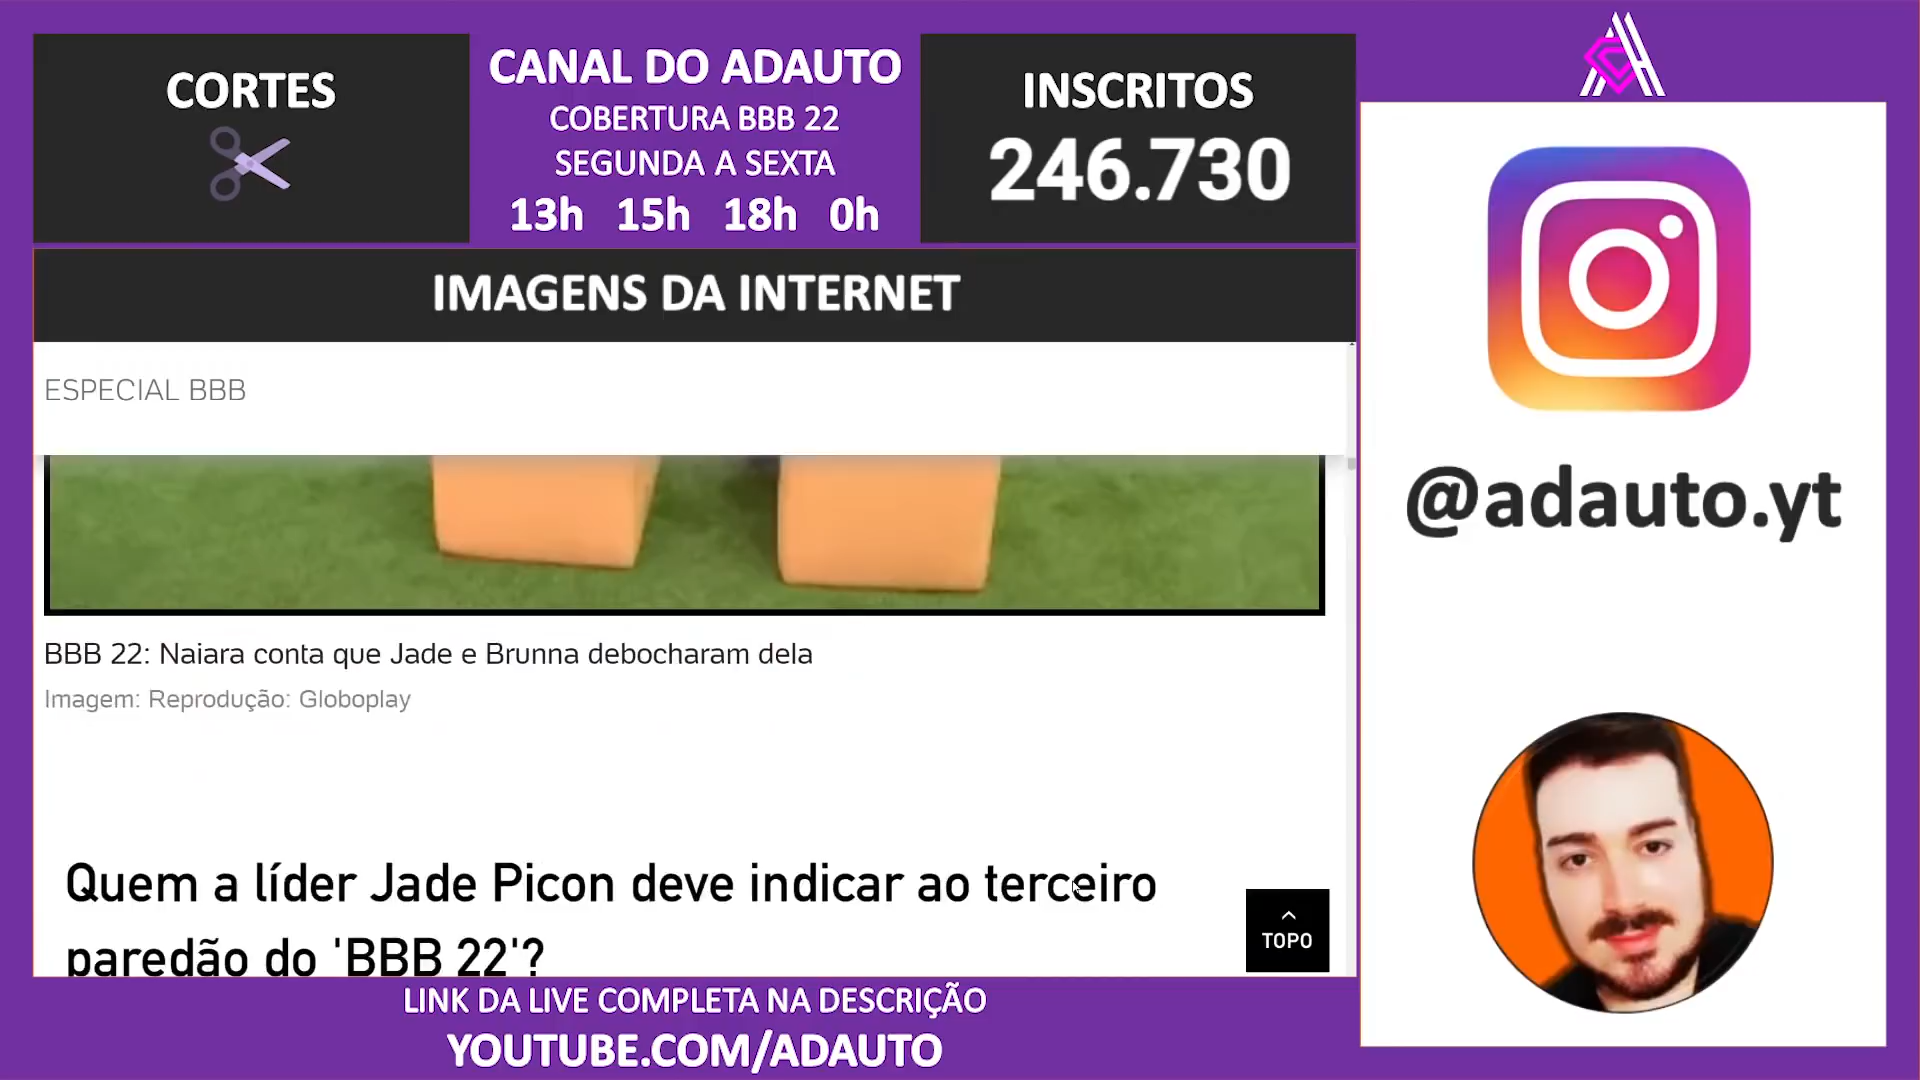 CORTES
CANAL DO ADAUTO
COBERTURA BBB 22
SEGUNDA A SEXTA
13h 15h 18h 0h
INSCRITOS
246.730
IMAGENS DA INTERNET
ESPECIAL BBB
BBB 22: Naiara conta que Jade e Brunna debocharam dela
Imagem: Reprodução: Globoplay
Quem a líder Jade Picon deve indicar ao terceiro
paredão do 'BBB 22'?
TOPO
LINK DA LIVE COMPLETA NA DESCRIÇÃO
YOUTUBE.COM/ADAUTO
@adauto.yt